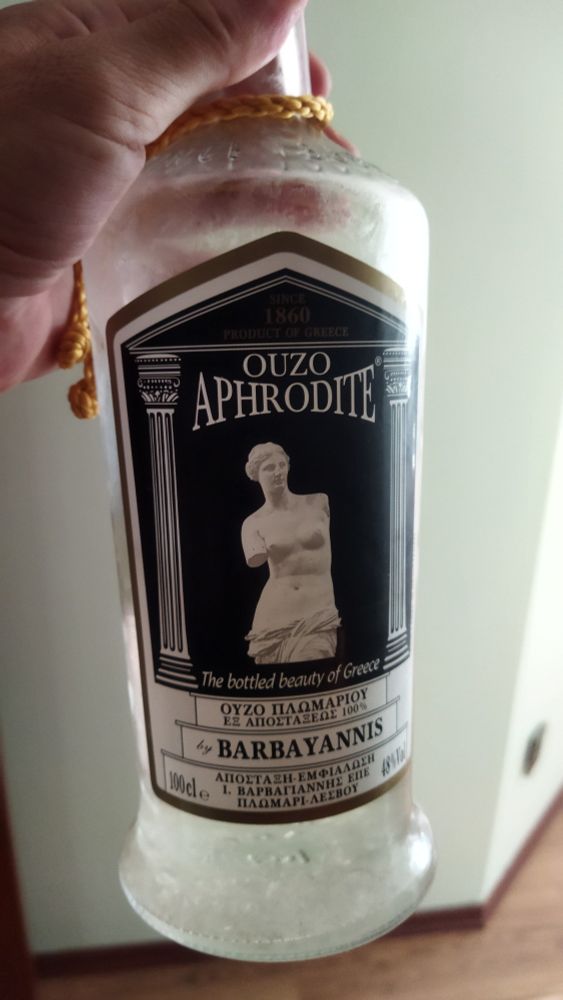 SINCE
1860
PRODUCT OF GREECE
OUZO
APHRODITE®
The bottled beauty of Greece
ΟΥΖΟ ΠΛΩΜΑΡΙΟΥ
ΕΞ ΑΠΟΣΤΑΞΕΩΣ 100%
by BARBAYANNIS
100cl e
ΑΠΟΣΤΑΞΗ-ΕΜΦΙΑΛΩΣΗ
Ι. ΒΑΡΒΑΓΙΑΝΝΗΣ ΕΠΕ
ΠΛΩΜΑΡΙ-ΛΕΣΒΟΥ
48%Vol